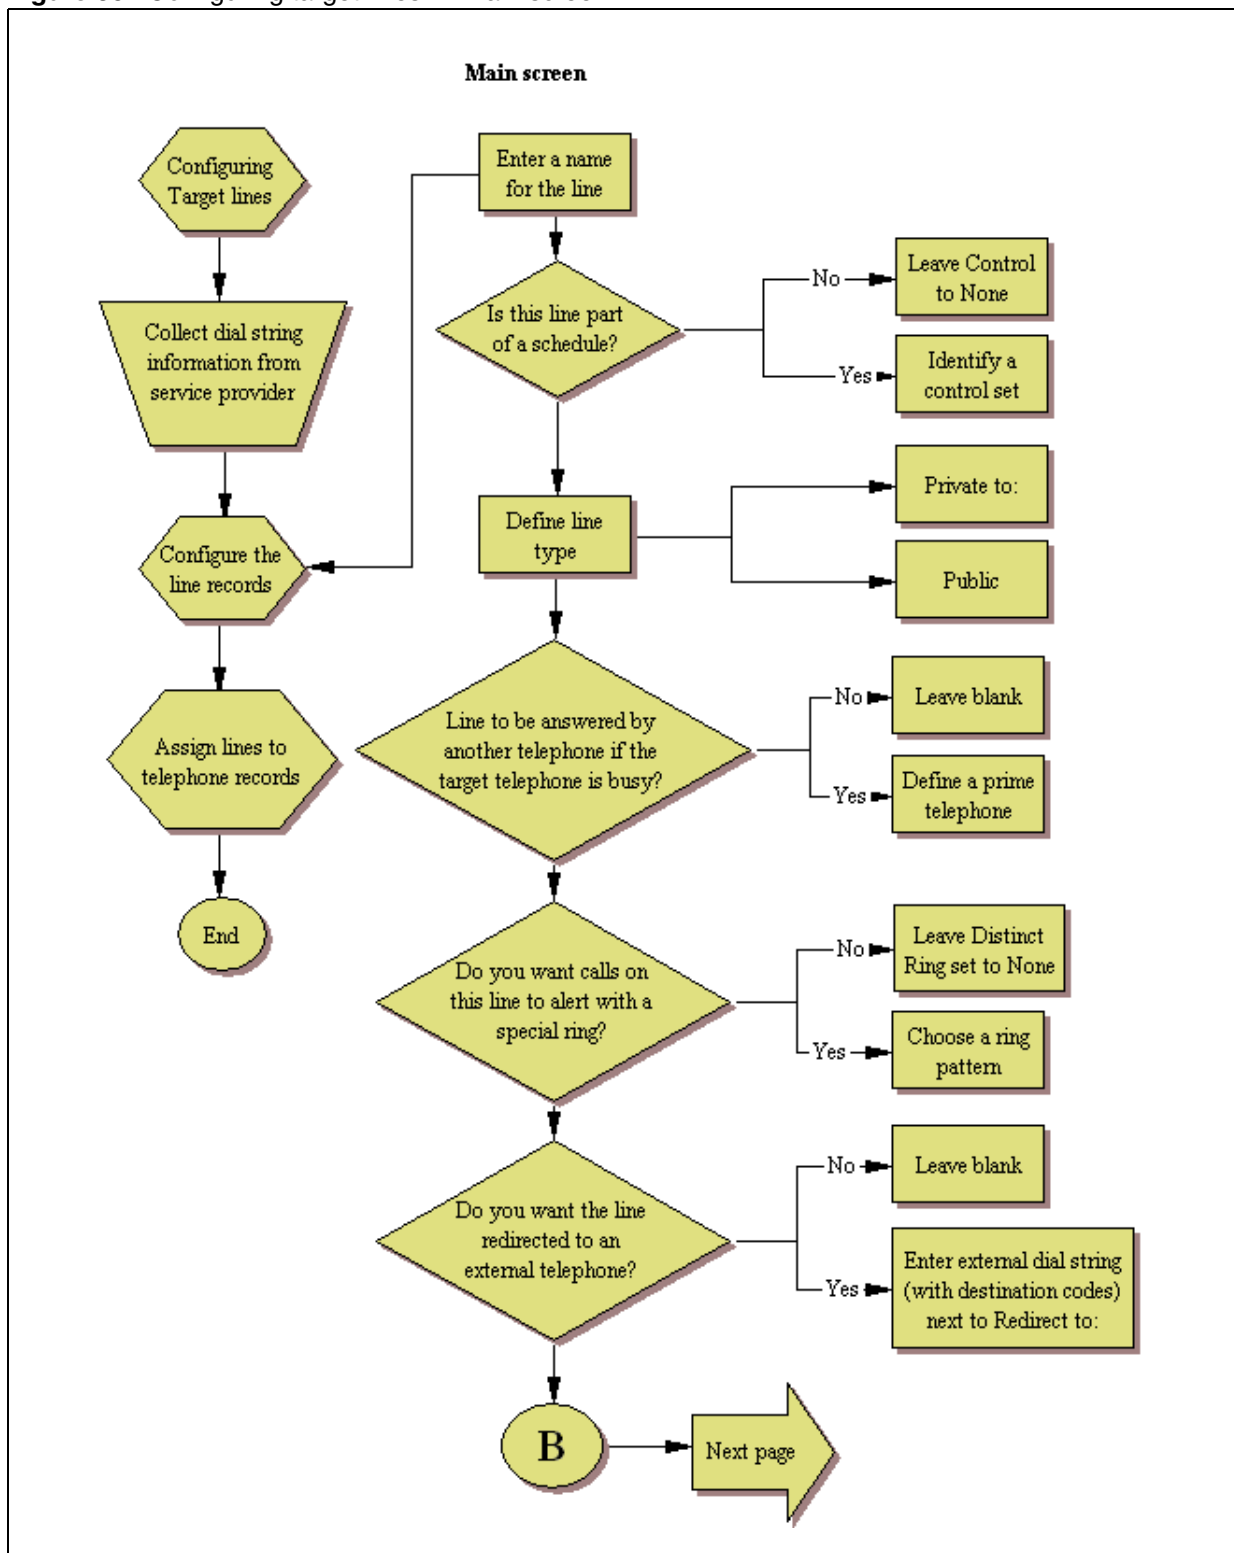 Main screen
Configuring
Target lines
Collect dial string
information from
service provider
Configure the
line records
Assign lines to
telephone records
End
Enter a name
for the line
Is this line part
of a schedule?
No
Leave Control
to None
Yes
Identify a
control set
Define line
type
Private to:
Public
Line to be answered by
another telephone if the
target telephone is busy?
No
Leave blank
Yes
Define a prime
telephone
Do you want calls on
this line to alert with a
special ring?
No
Leave Distinct
Ring set to None
Yes
Choose a ring
pattern
Do you want the line
redirected to an
external telephone?
No
Leave blank
Yes
Enter external dial string
(with destination codes)
next to Redirect to:
B
Next page